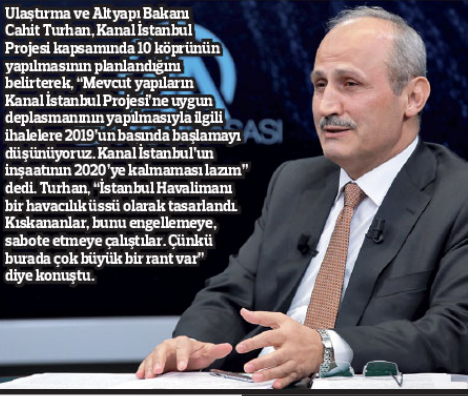 Ulaştırma ve Altyapı Bakanı
Cahit Turhan, Kanal İstanbul
Projesi kapsamında 10 köprünün
yapılmasının planlandığını
belirterek, “Mevcut yapıların
Kanal İstanbul Projesi’ne uygun
deplasmanının yapılmasıyla ilgili
ihalelere 2019’un basında başlamayı
düşünüyoruz. Kanal İstanbul’un
inşaatının 2020’ye kalmaması lazım”
dedi. Turhan, “İstanbul Havalimanı
bir havacılık üssü olarak tasarlandı.
Kıskananlar, bunu engellemeye,
sabote etmeye çalıştılar. Çünkü
burada çok büyük bir rant var”
diye konuştu.